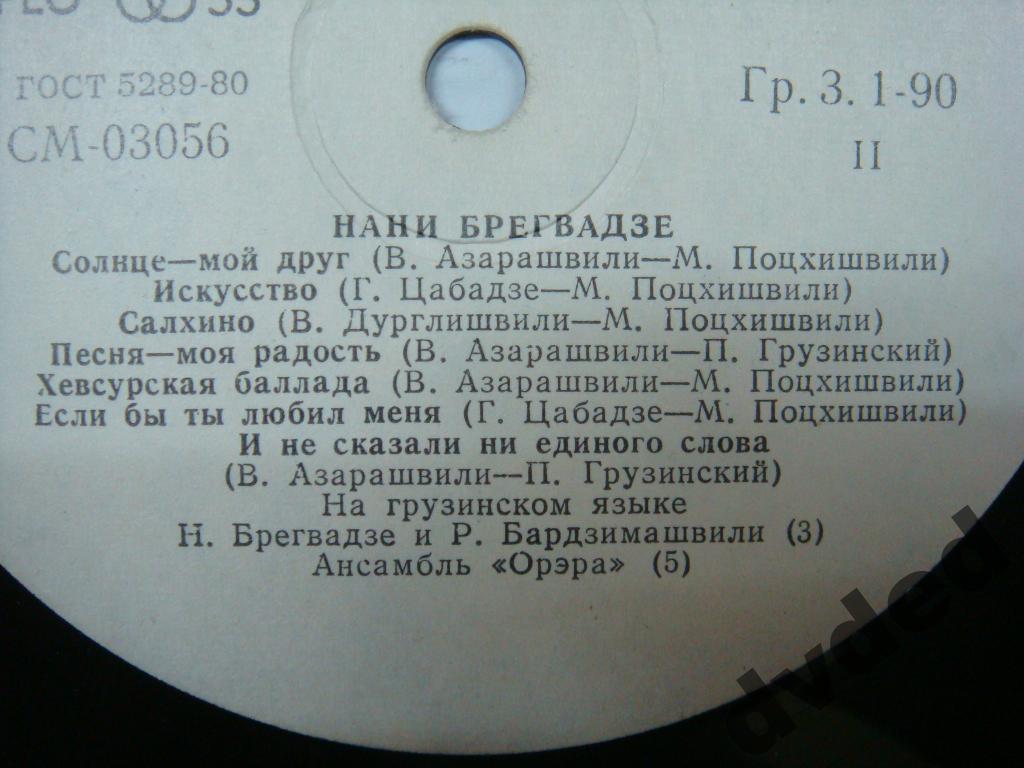 33
ГОСТ 5289-80
СМ-03056
Гр. 3. 1-90
II
НАНИ БРЕГВАДЗЕ
Солнце—мой друг (В. Азарашвили—М. Поцхишвили)
Искусство (Г. Цабадзе—М. Поцхишвили)
Салхино (В. Дурглишвили—М. Поцхишвили)
Песня—моя радость (В. Азарашвили—П. Грузинский)
Хевсурская баллада (В. Азарашвили—М. Поцхишвили)
Если бы ты любил меня (Г. Цабадзе—М. Поцхишвили)
И не сказали ни единого слова
(В. Азарашвили—П. Грузинский)
На грузинском языке
Н. Брегвадзе и Р. Бардзимашвили (3)
Ансамбль «Орэра» (5)
dvded